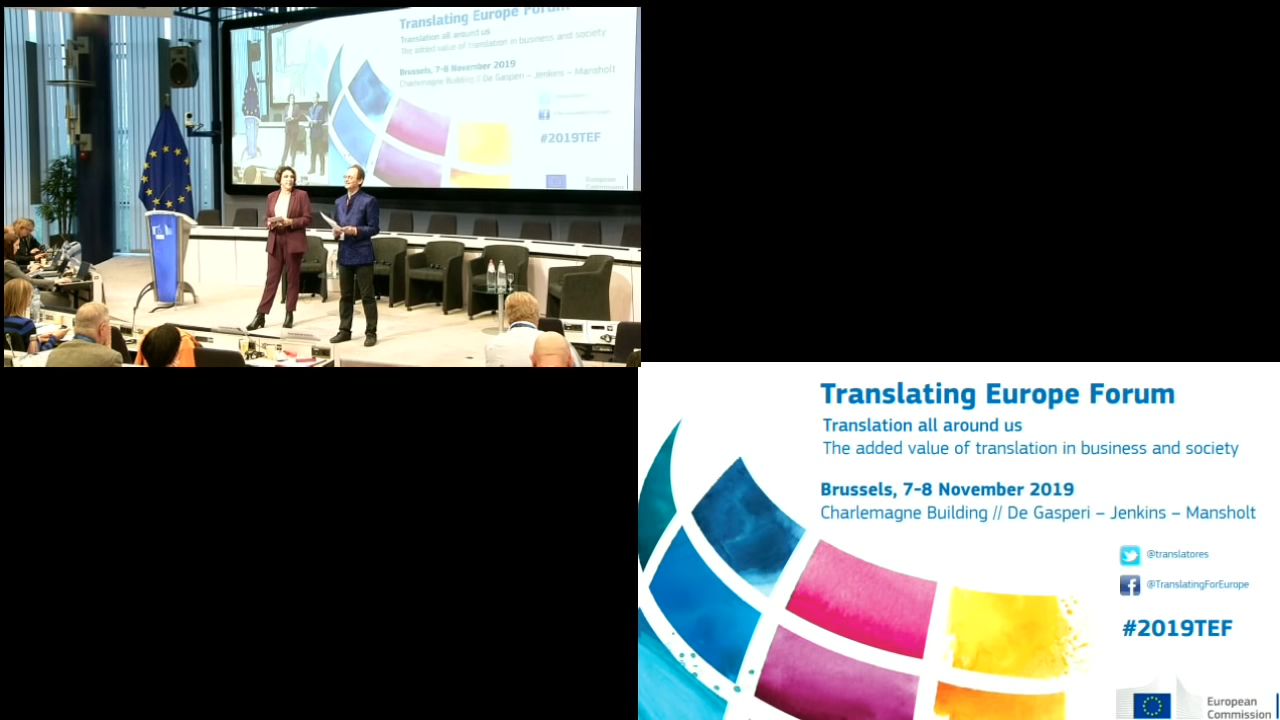 Translating Europe Forum
Translation all around us
The added value of translation in business and society
Brussels, 7-8 November 2019
Charlemagne Building // De Gasperi – Jenkins – Mansholt
#2019TEF
European
Commission
Translating Europe Forum
Translation all around us
The added value of translation in business and society
Brussels, 7-8 November 2019
Charlemagne Building // De Gasperi – Jenkins – Mansholt
@translatores
@TranslatingForEurope
#2019TEF
European
Commission